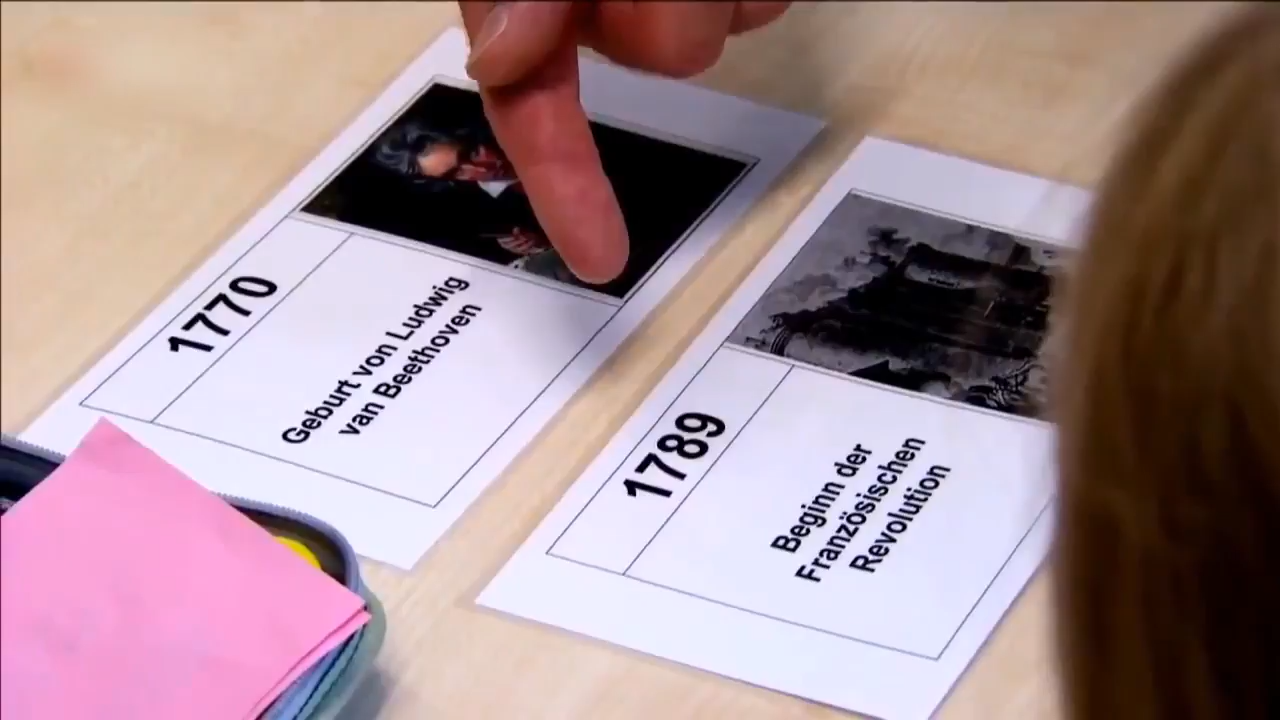 1770
Geburt von Ludwig
van Beethoven
1789
Beginn der
Französischen
Revolution